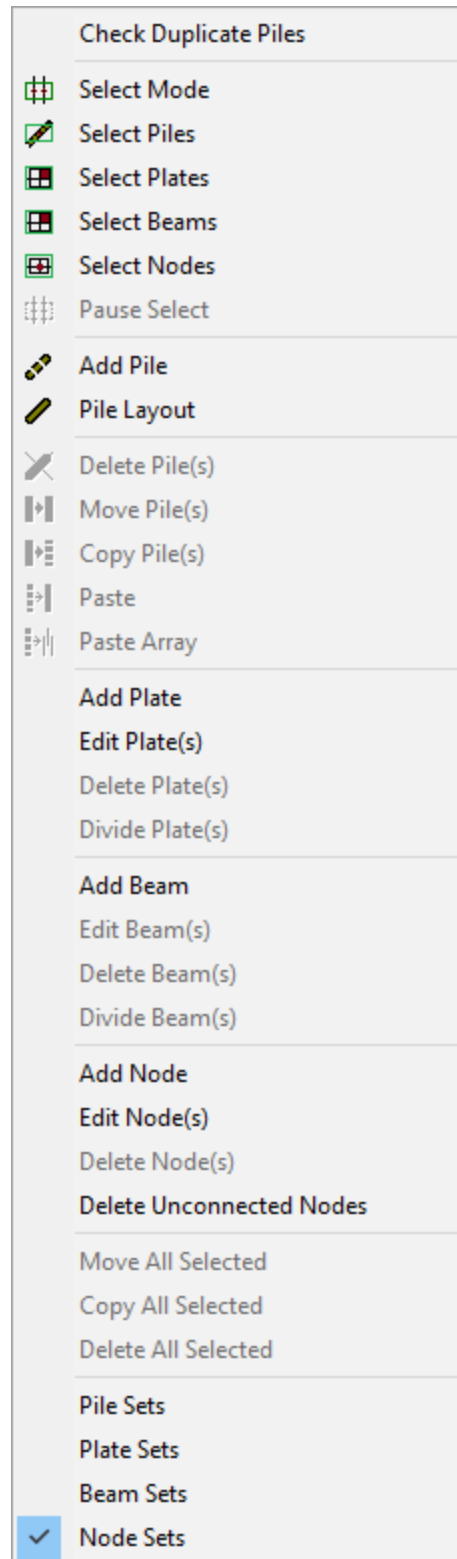 Check Duplicate Piles
Select Mode
Select Piles
Select Plates
Select Beams
Select Nodes
Pause Select
Add Pile
Pile Layout
Delete Pile(s)
Move Pile(s)
Copy Pile(s)
Paste
Paste Array
Add Plate
Edit Plate(s)
Delete Plate(s)
Divide Plate(s)
Add Beam
Edit Beam(s)
Delete Beam(s)
Divide Beam(s)
Add Node
Edit Node(s)
Delete Node(s)
Delete Unconnected Nodes
Move All Selected
Copy All Selected
Delete All Selected
Pile Sets
Plate Sets
Beam Sets
Node Sets